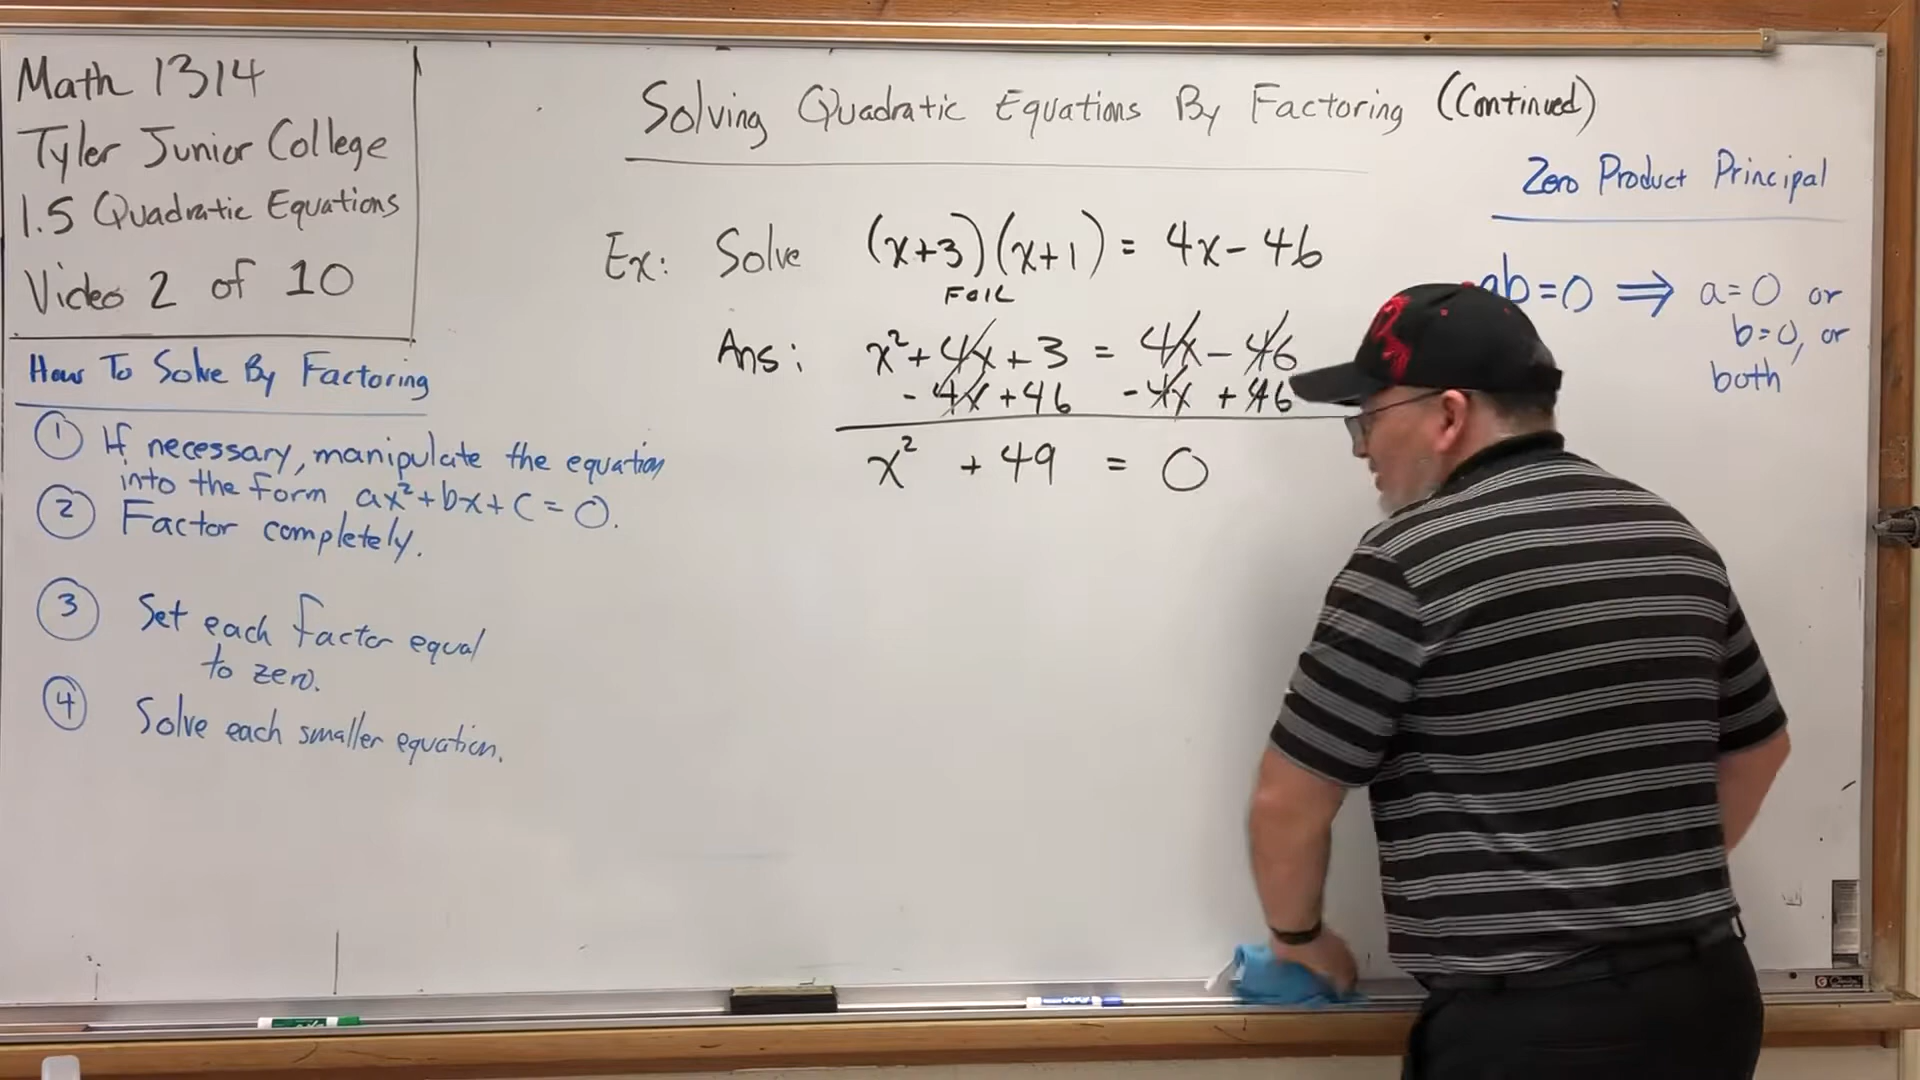 Math 1314
Tyler Junior College
1.5 Quadratic Equations
Video 2 of 10
How To Solve By Factoring
① If necessary, manipulate the equation
into the form ax²+bx+c=0.
② Factor completely.
③ Set each factor equal
to zero.
④ Solve each smaller equation.
Solving Quadratic Equations By Factoring (Continued)
Ex: Solve (x+3)(x+1) = 4x-46
FOIL
Ans: x²+4x+3 = 4x-46
-4x+46 -4x+46
x² +49 = 0
Zero Product Principal
ab=0 ⟹ a=0 or
b=0, or
both